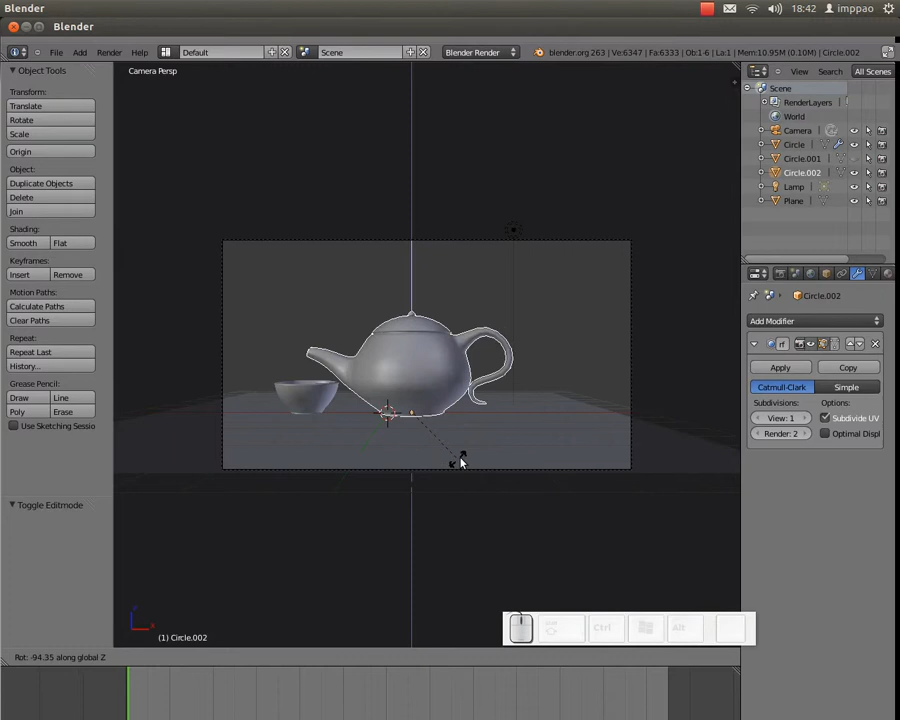 Blender
18:42 imppao
Blender
File Add Render Help Default Scene Blender Render blender.org 263 | Ve:6347 | Fa:6333 | Ob:1-6 | La:1 | Mem:10.95M (0.10M) | Circle.002
Object Tools
Transform:
Translate
Rotate
Scale
Origin
Object:
Duplicate Objects
Delete
Join
Shading:
Smooth Flat
Keyframes:
Insert Remove
Motion Paths:
Calculate Paths
Clear Paths
Repeat:
Repeat Last
History...
Grease Pencil:
Draw Line
Poly Erase
Use Sketching Sessio
Toggle Editmode
Camera Persp
(1) Circle.002
Rot: -94.35 along global Z
Ctrl Alt
View Search All Scenes
Scene
RenderLayers
World
Camera
Circle
Circle.001
Circle.002
Lamp
Plane
Circle.002
Add Modifier
Apply Copy
Catmull-Clark Simple
Subdivisions: Options:
View: 1 Subdivide UV
Render: 2 Optimal Displ